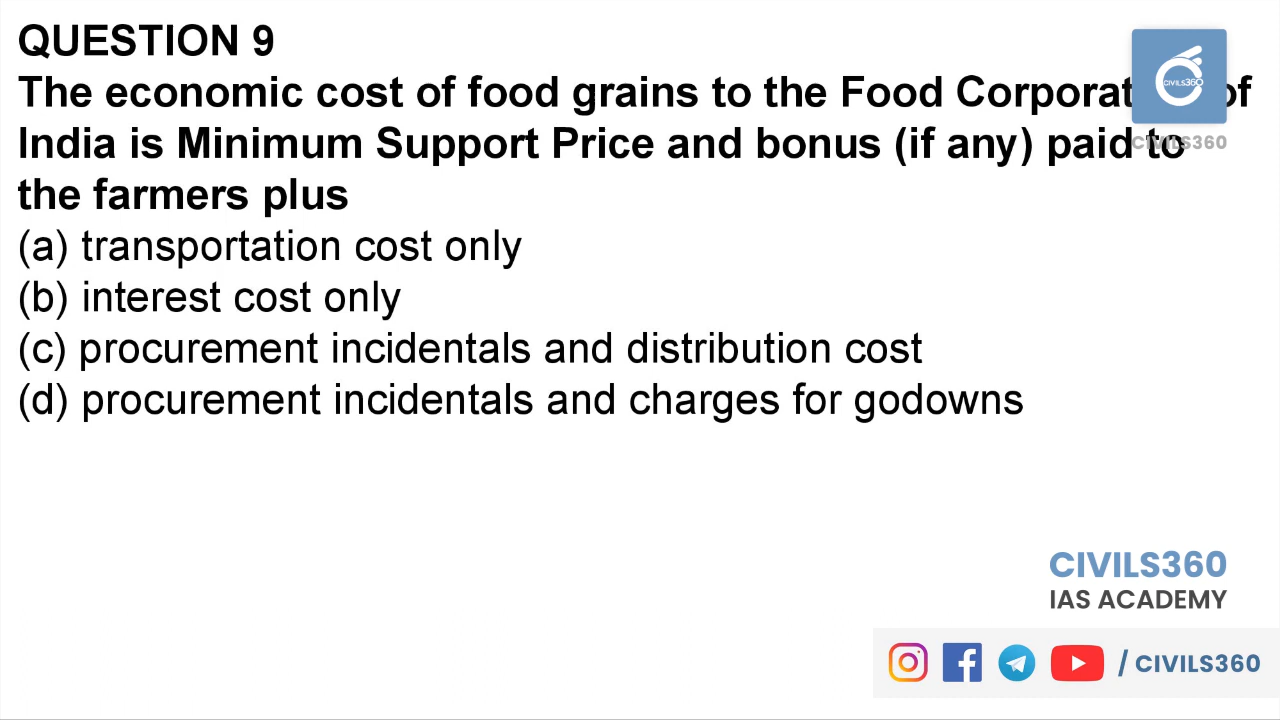 QUESTION 9
The economic cost of food grains to the Food Corporat of
India is Minimum Support Price and bonus (if any) paid to
the farmers plus
(a) transportation cost only
(b) interest cost only
(c) procurement incidentals and distribution cost
(d) procurement incidentals and charges for godowns
CIVILS360
CIVILS360
CIVILS360
IAS ACADEMY
/ CIVILS360